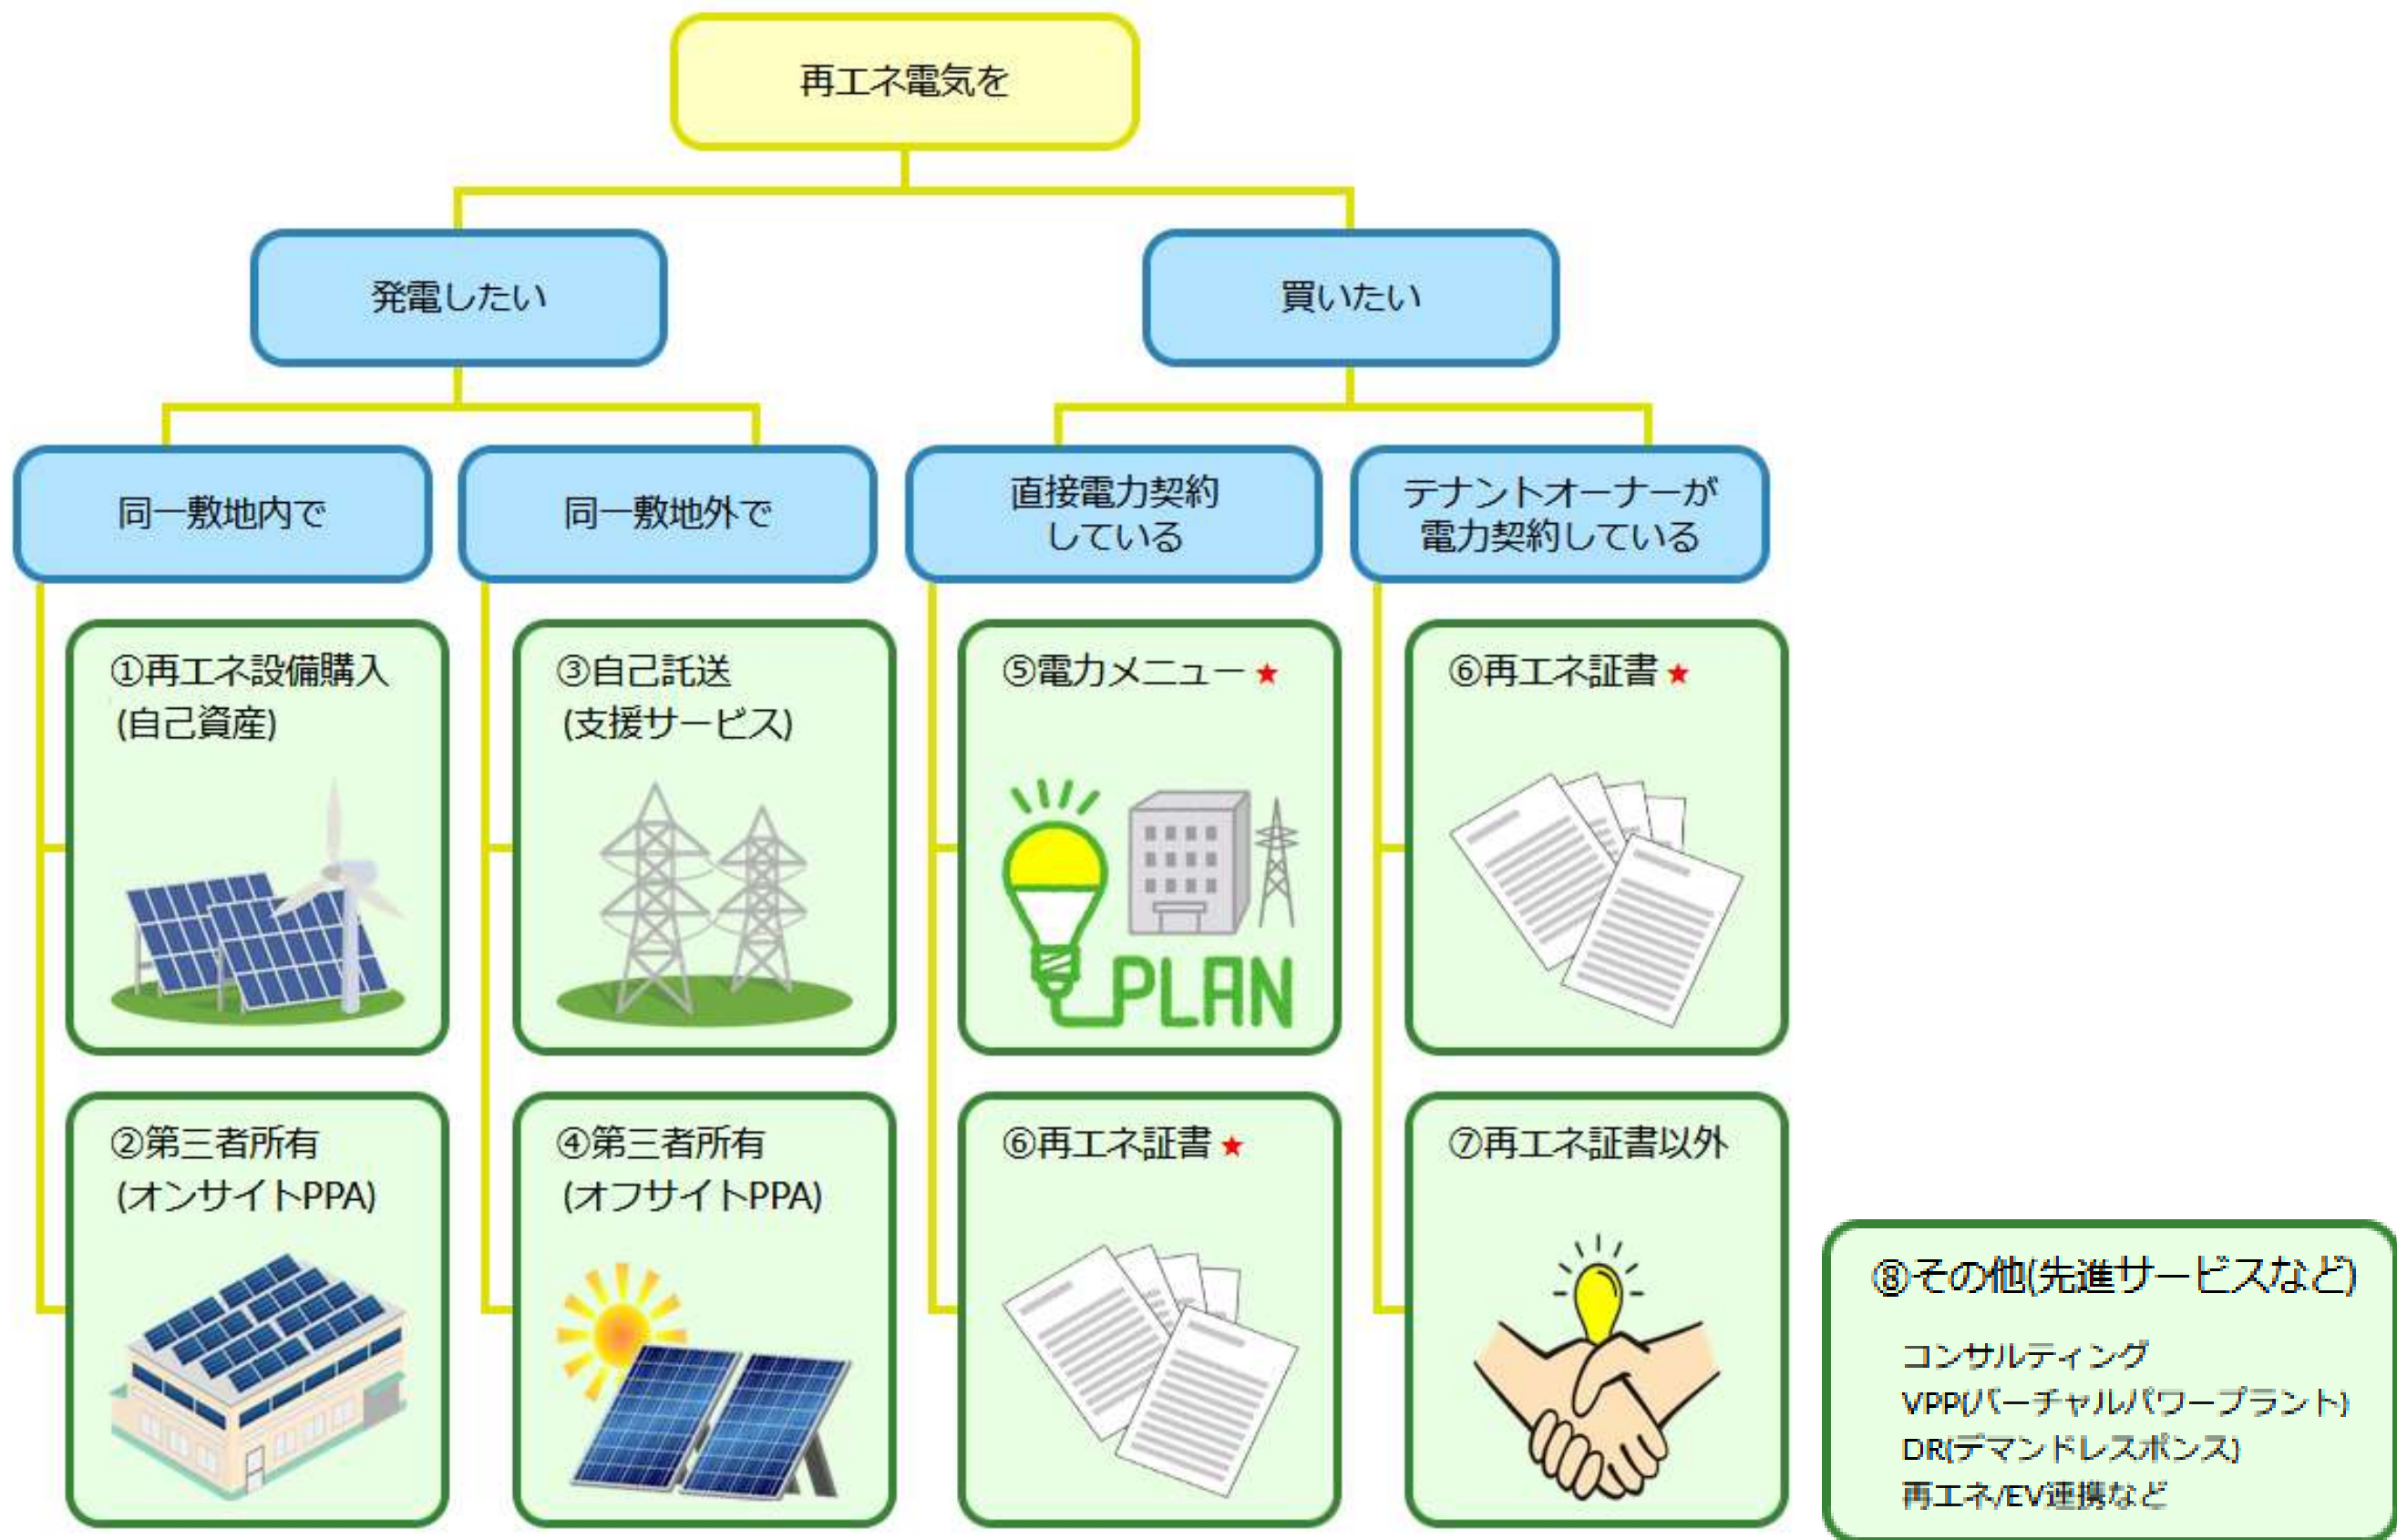 再エネ電気を
発電したい
買いたい
同一敷地内で
同一敷地外で
直接電力契約
している
テナントオーナーが
電力契約している
①再エネ設備購入
(自己資産)
③自己託送
(支援サービス)
⑤電力メニュー★
PLAN
⑥再エネ証書★
②第三者所有
(オンサイトPPA)
④第三者所有
(オフサイトPPA)
⑥再エネ証書★
⑦再エネ証書以外
⑧その他(先進サービスなど)
コンサルティング
VPP(バーチャルパワープラント)
DR(デマンドレスポンス)
再エネ/EV連携など